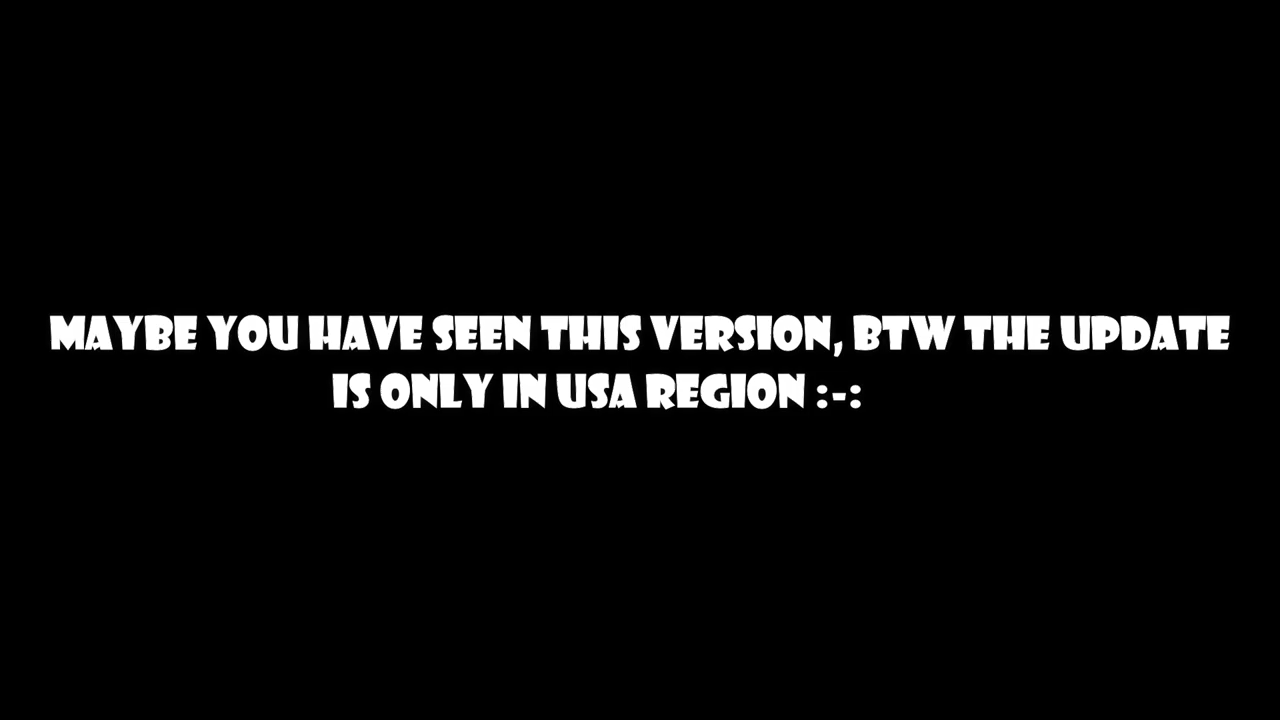 MAYBE YOU HAVE SEEN THIS VERSION, BTW THE UPDATE
IS ONLY IN USA REGION :-: